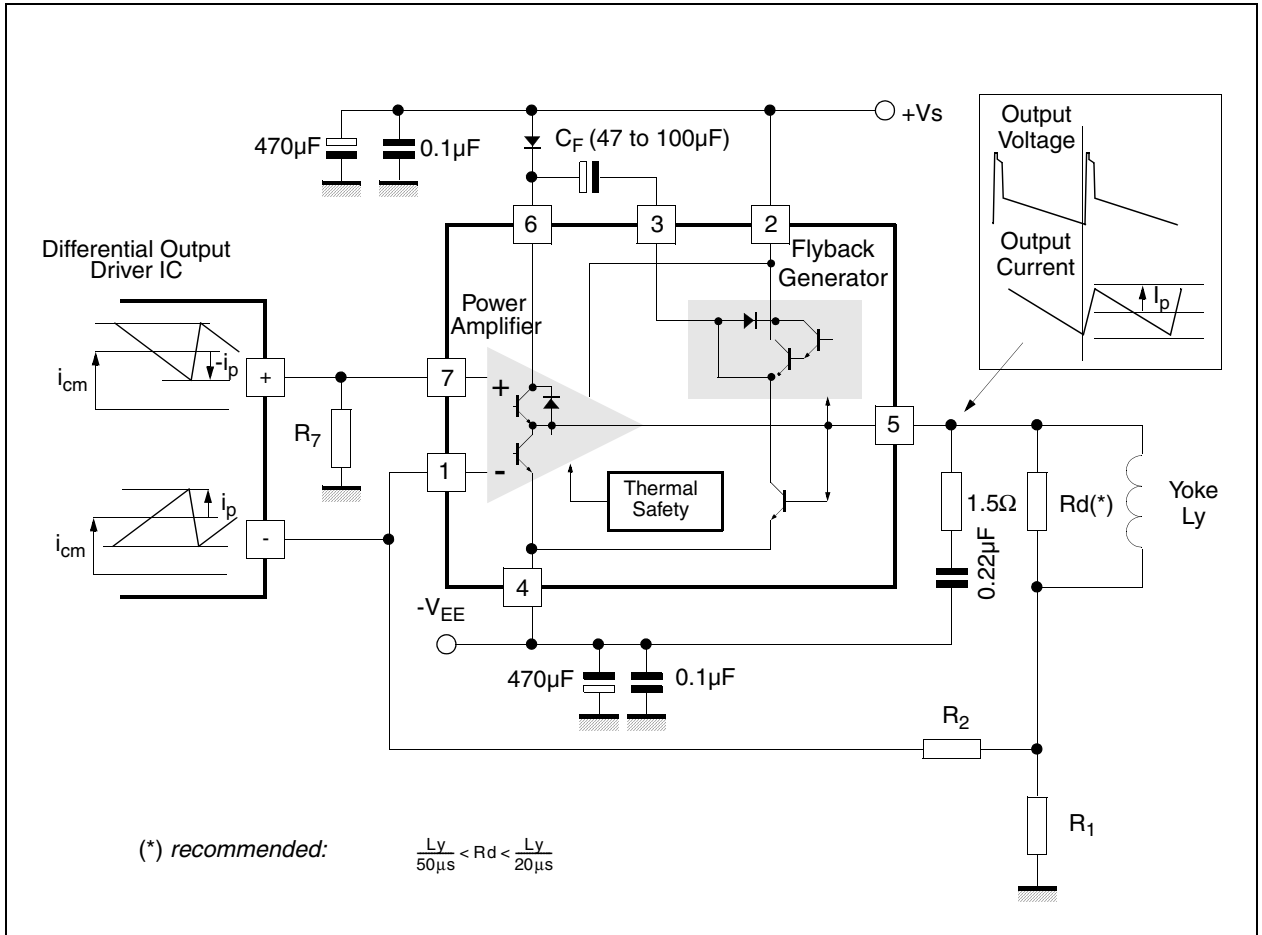 +Vs
470µF
0.1µF
C_F (47 to 100µF)
Output
Voltage
Output
Current
I_p
6
3
2
Differential Output
Driver IC
Power
Amplifier
Flyback
Generator
-i_p
i_cm
+
R_7
7
+
5
i_p
i_cm
-
1
-
Thermal
Safety
1.5Ω
0.22µF
Rd(*)
Yoke
Ly
4
-V_EE
470µF
0.1µF
R_2
R_1
(*) recommended: Ly/50µs < Rd < Ly/20µs